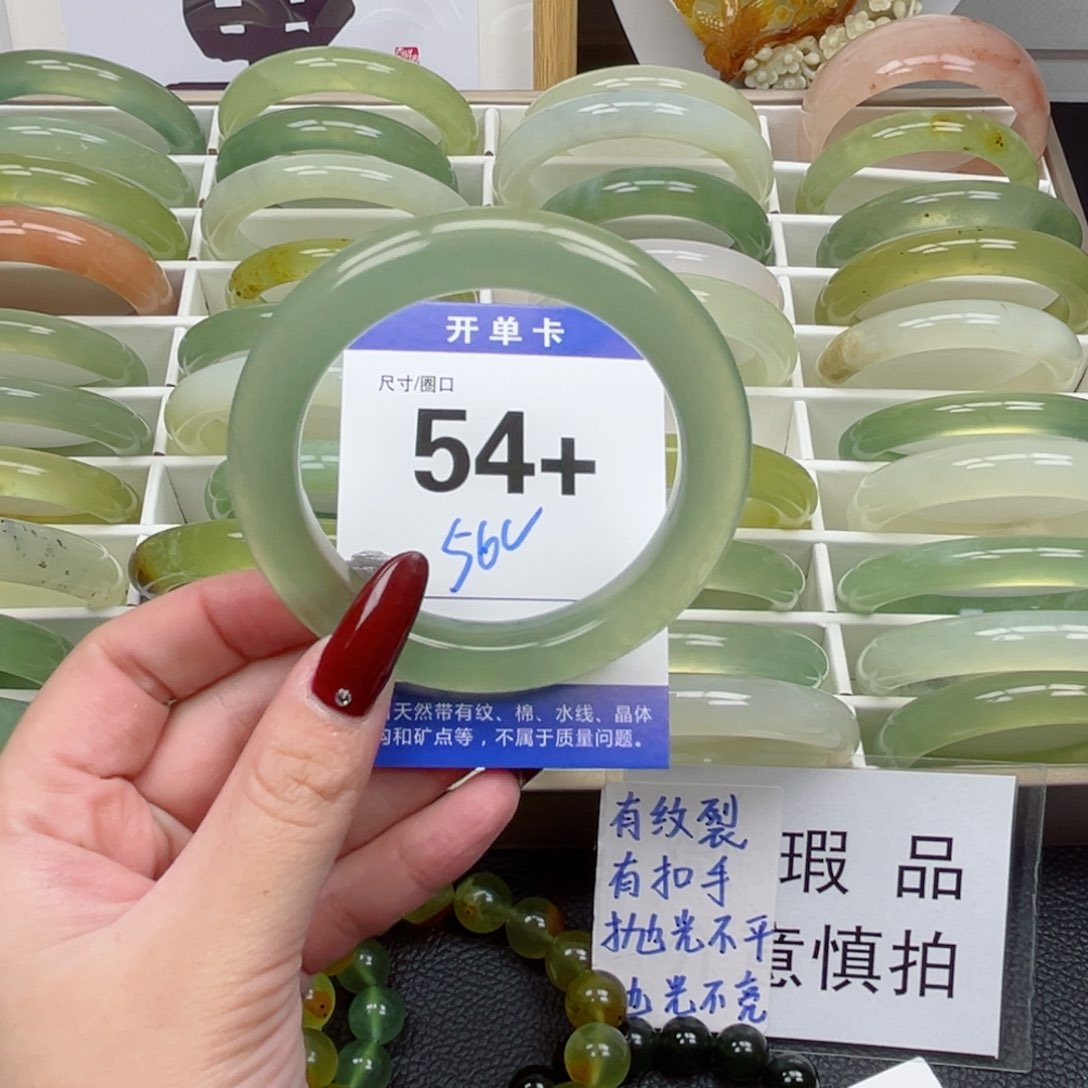 开单卡
尺寸/圈口
54+
56✓
天然带有纹、棉、水线、晶体
和矿点等，不属于质量问题。
有纹裂
有扣手
抛光不平
光不亮
瑕 品
慎拍